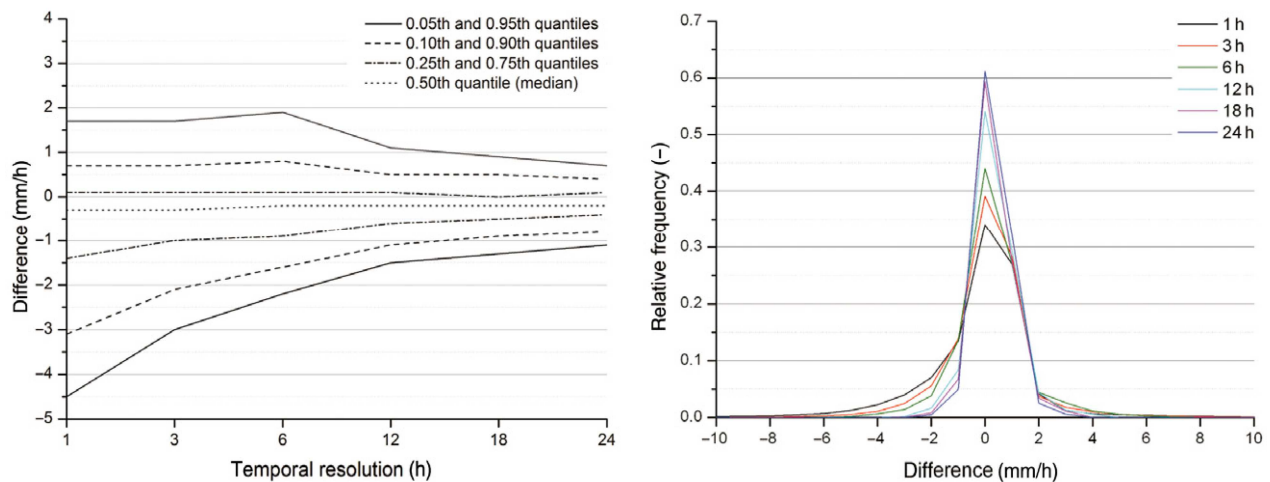 4
3
2
1
0
−1
−2
−3
−4
−5
Difference (mm/h)
0.05th and 0.95th quantiles
0.10th and 0.90th quantiles
0.25th and 0.75th quantiles
0.50th quantile (median)
1 3 6 12 18 24
Temporal resolution (h)
0.7
0.6
0.5
0.4
0.3
0.2
0.1
0.0
Relative frequency (–)
1 h
3 h
6 h
12 h
18 h
24 h
−10 −8 −6 −4 −2 0 2 4 6 8 10
Difference (mm/h)